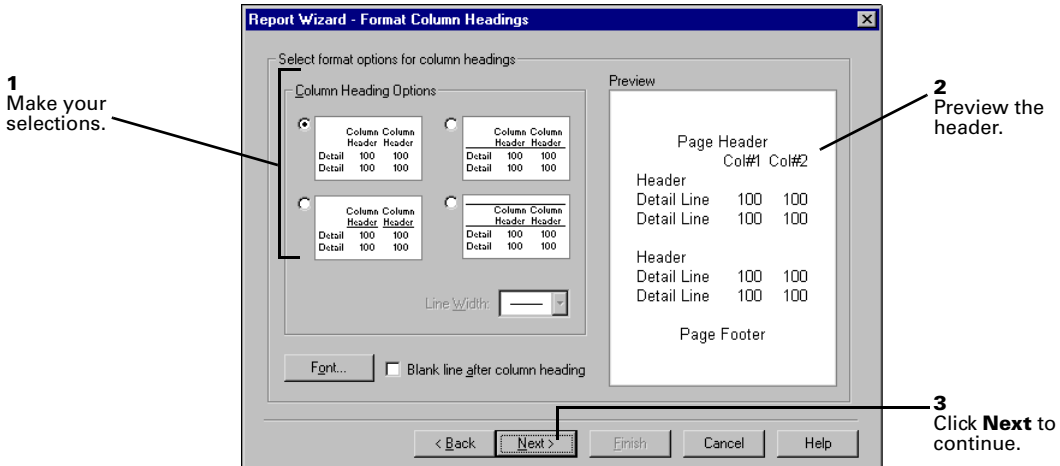 Report Wizard - Format Column Headings
Select format options for column headings
1
Make your
selections.
Column Heading Options
Column Column
Header Header
Detail 100 100
Detail 100 100
Column Column
Header Header
Detail 100 100
Detail 100 100
Column Column
Header Header
Detail 100 100
Detail 100 100
Column Column
Header Header
Detail 100 100
Detail 100 100
Line Width:
Font...
Blank line after column heading
Preview
Page Header
Col#1 Col#2
Header
Detail Line 100 100
Detail Line 100 100
Header
Detail Line 100 100
Detail Line 100 100
Page Footer
2
Preview the
header.
< Back Next > Finish Cancel Help
3
Click Next to
continue.